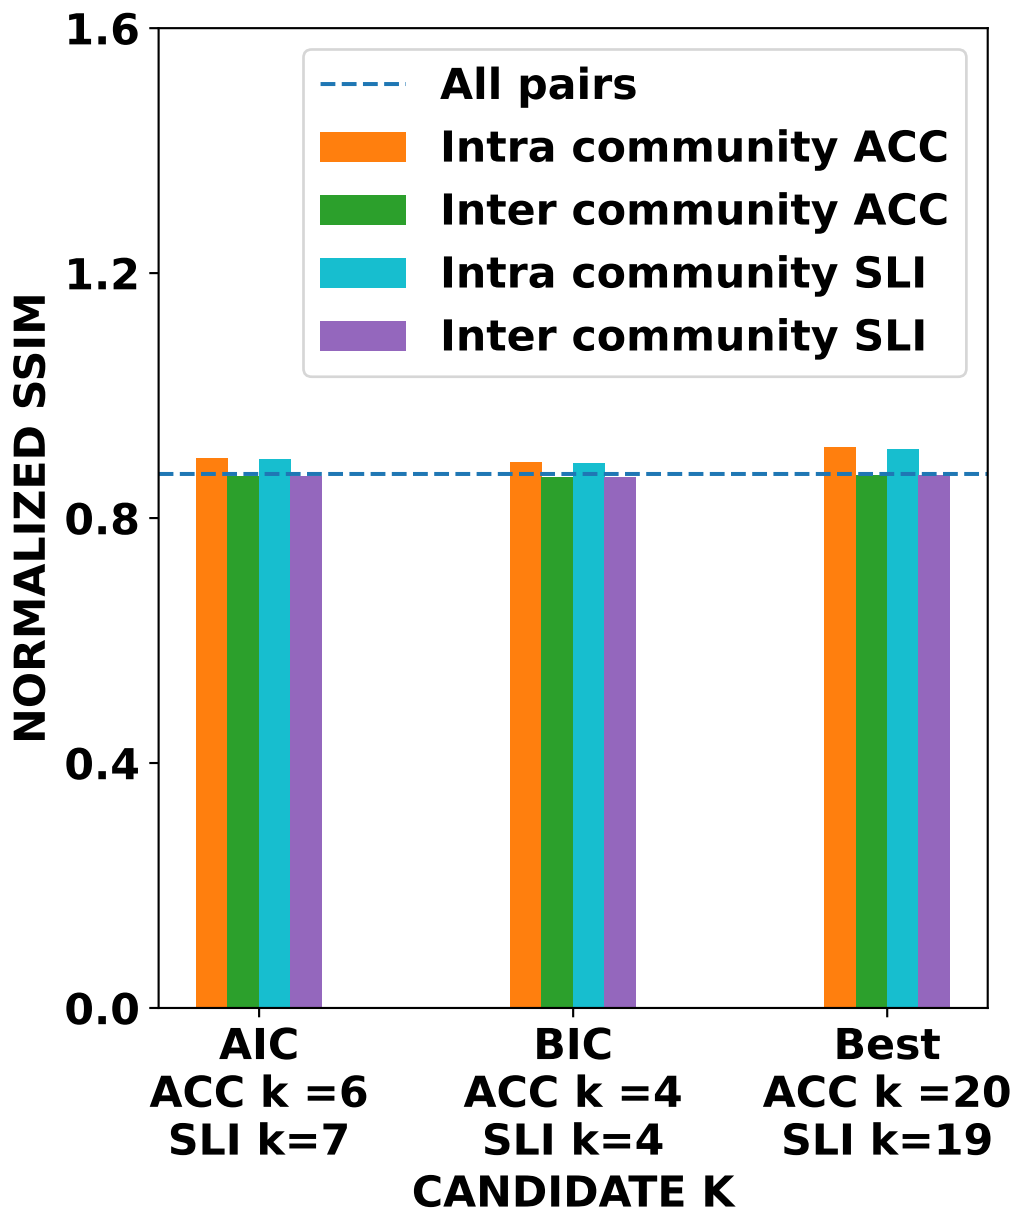 1.6
1.2
0.8
0.4
0.0
NORMALIZED SSIM
All pairs
Intra community ACC
Inter community ACC
Intra community SLI
Inter community SLI
AIC
ACC k =6
SLI k=7
BIC
ACC k =4
SLI k=4
Best
ACC k =20
SLI k=19
CANDIDATE K